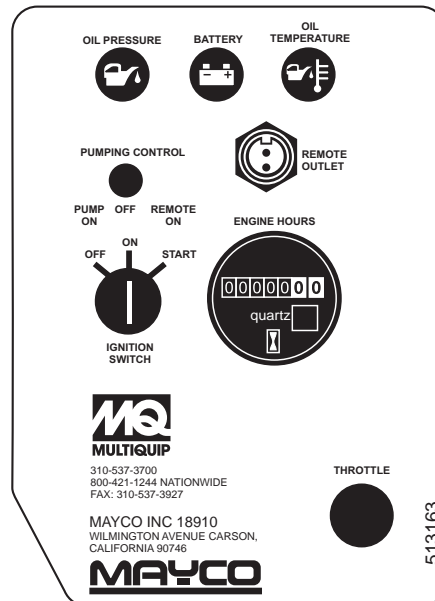 OIL PRESSURE
BATTERY
OIL
TEMPERATURE
PUMPING CONTROL
REMOTE
OUTLET
PUMP
ON
OFF
REMOTE
ON
ENGINE HOURS
OFF
ON
START
0000000
quartz
IGNITION
SWITCH
MQ
MULTIQUIP
310-537-3700
800-421-1244 NATIONWIDE
FAX: 310-537-3927
THROTTLE
MAYCO INC 18910
WILMINGTON AVENUE CARSON,
CALIFORNIA 90746
MAYCO
513163